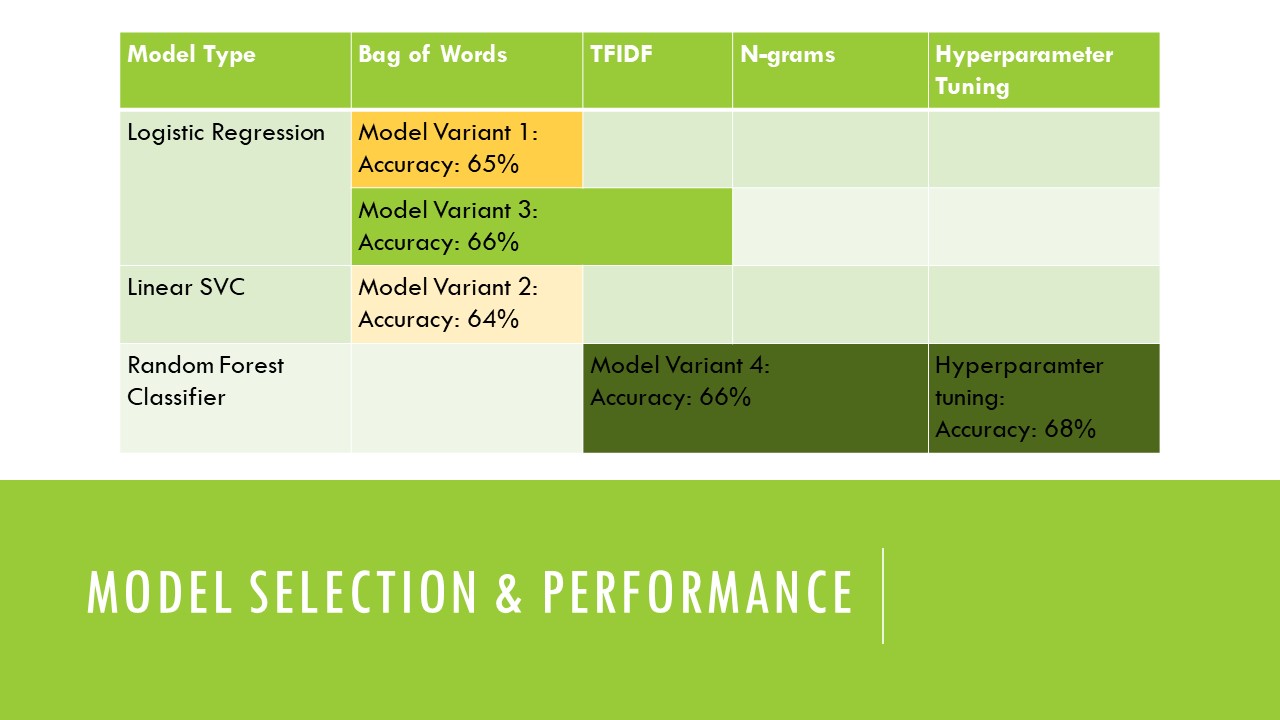 Model Type
Bag of Words
TFIDF
N-grams
Hyperparameter
Tuning
Logistic Regression
Model Variant 1:
Accuracy: 65%
Model Variant 3:
Accuracy: 66%
Linear SVC
Model Variant 2:
Accuracy: 64%
Random Forest
Classifier
Model Variant 4:
Accuracy: 66%
Hyperparamter
tuning:
Accuracy: 68%
MODEL SELECTION & PERFORMANCE